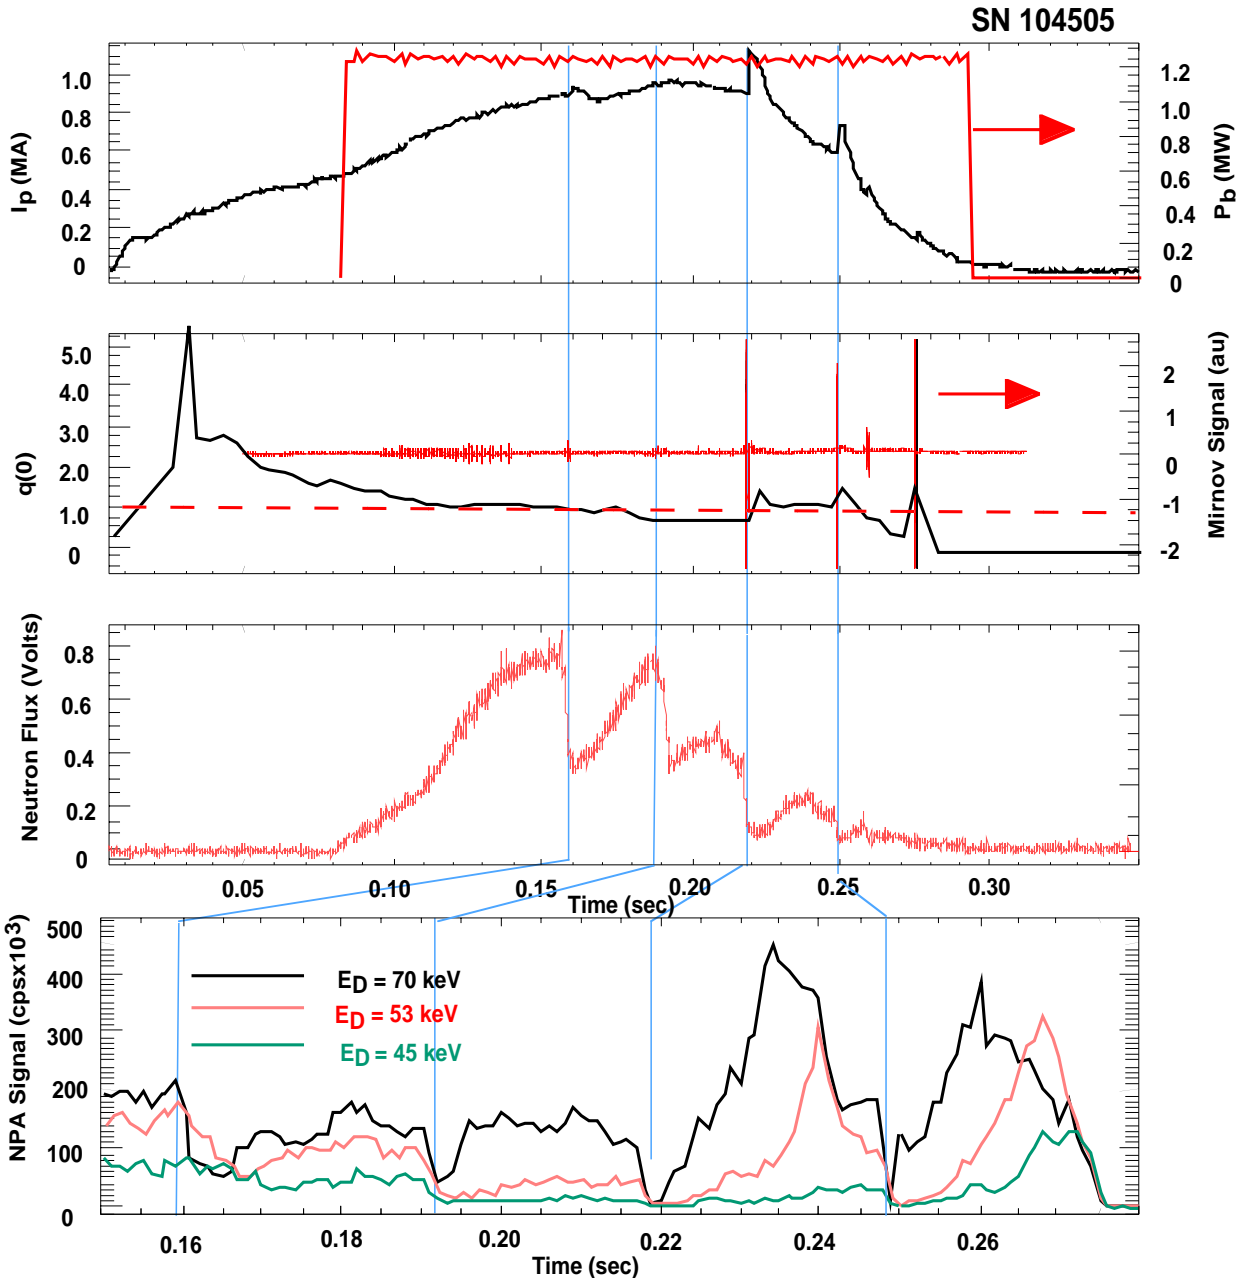 SN 104505
1.0
0.8
0.6
0.4
0.2
0
Ip (MA)
1.2
1.0
0.8
0.6
0.4
0.2
0
Pb (MW)
5.0
4.0
3.0
2.0
1.0
0
q(0)
2
1
0
-1
-2
Mirnov Signal (au)
0.8
0.6
0.4
0.2
0
Neutron Flux (Volts)
0.05 0.10 0.15 0.20 0.25 0.30
Time (sec)
500
400
300
200
100
0
NPA Signal (cpsx10³)
ED = 70 keV
ED = 53 keV
ED = 45 keV
0.16 0.18 0.20 0.22 0.24 0.26
Time (sec)